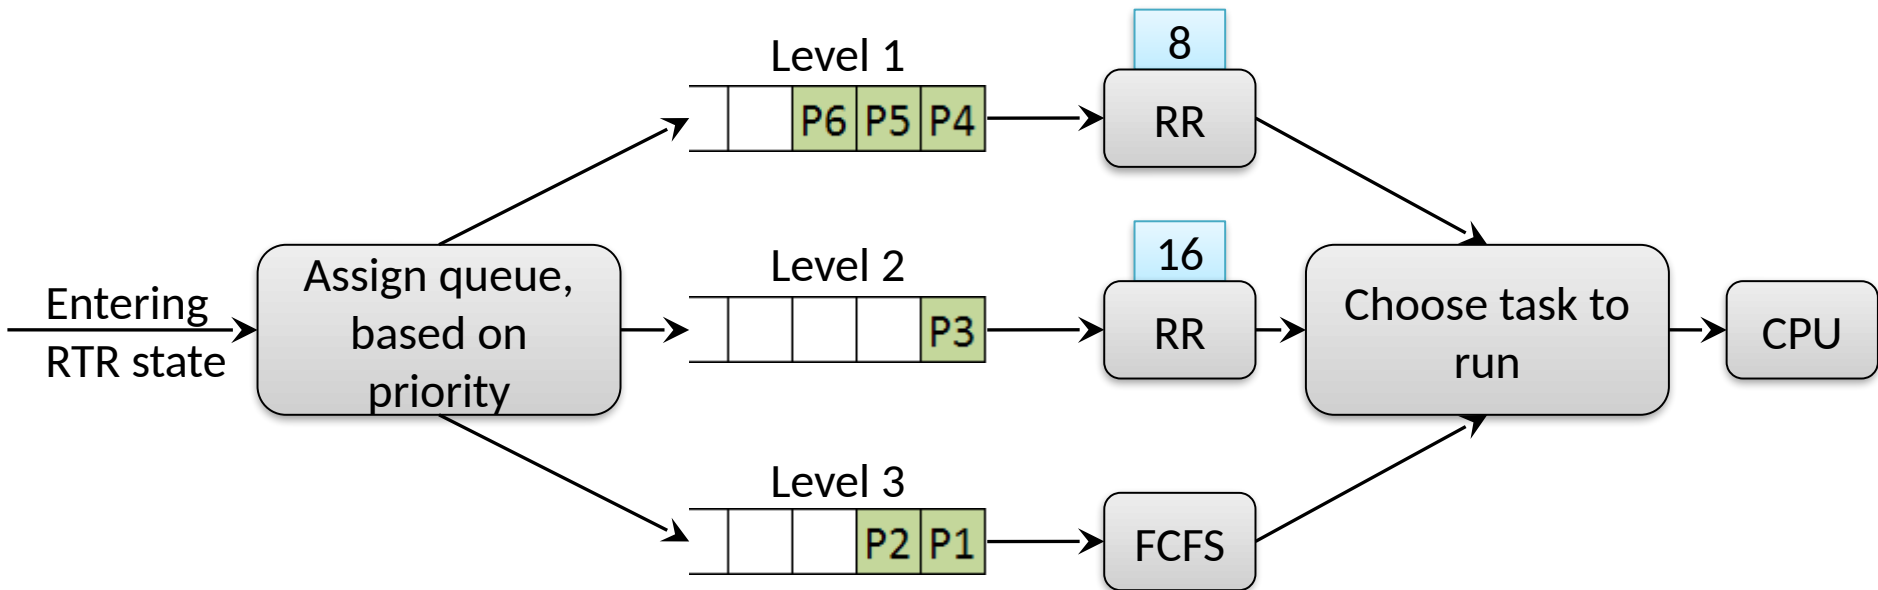 Level 1
8
P6 P5 P4
RR
Entering
RTR state
Assign queue,
based on
priority
Level 2
16
P3
RR
Choose task to
run
CPU
Level 3
P2 P1
FCFS